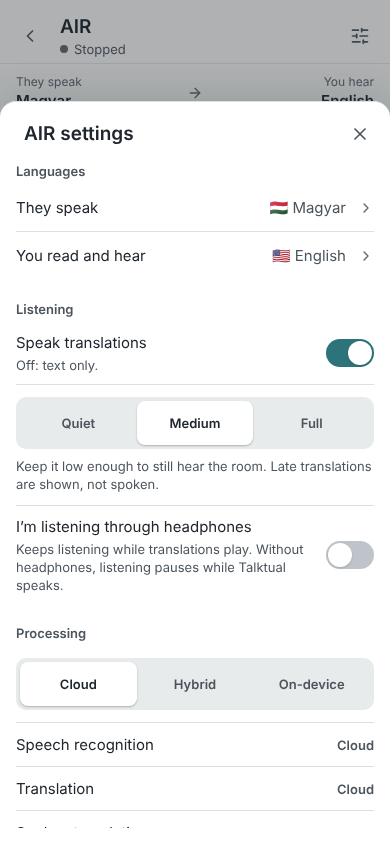 AIR
Stopped
They speak
You hear
Magyar
English
AIR settings
Languages
They speak
Magyar
You read and hear
English
Listening
Speak translations
Off: text only.
Quiet
Medium
Full
Keep it low enough to still hear the room. Late translations
are shown, not spoken.
I’m listening through headphones
Keeps listening while translations play. Without
headphones, listening pauses while Talktual
speaks.
Processing
Cloud
Hybrid
On-device
Speech recognition
Cloud
Translation
Cloud